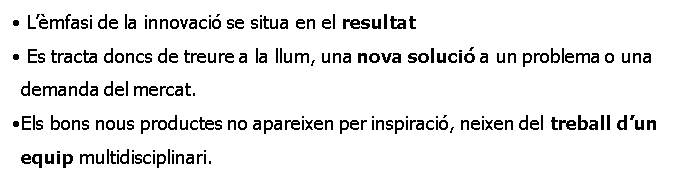 • L’èmfasi de la innovació se situa en el resultat
• Es tracta doncs de treure a la llum, una nova solució a un problema o una
demanda del mercat.
•Els bons nous productes no apareixen per inspiració, neixen del treball d’un
equip multidisciplinari.